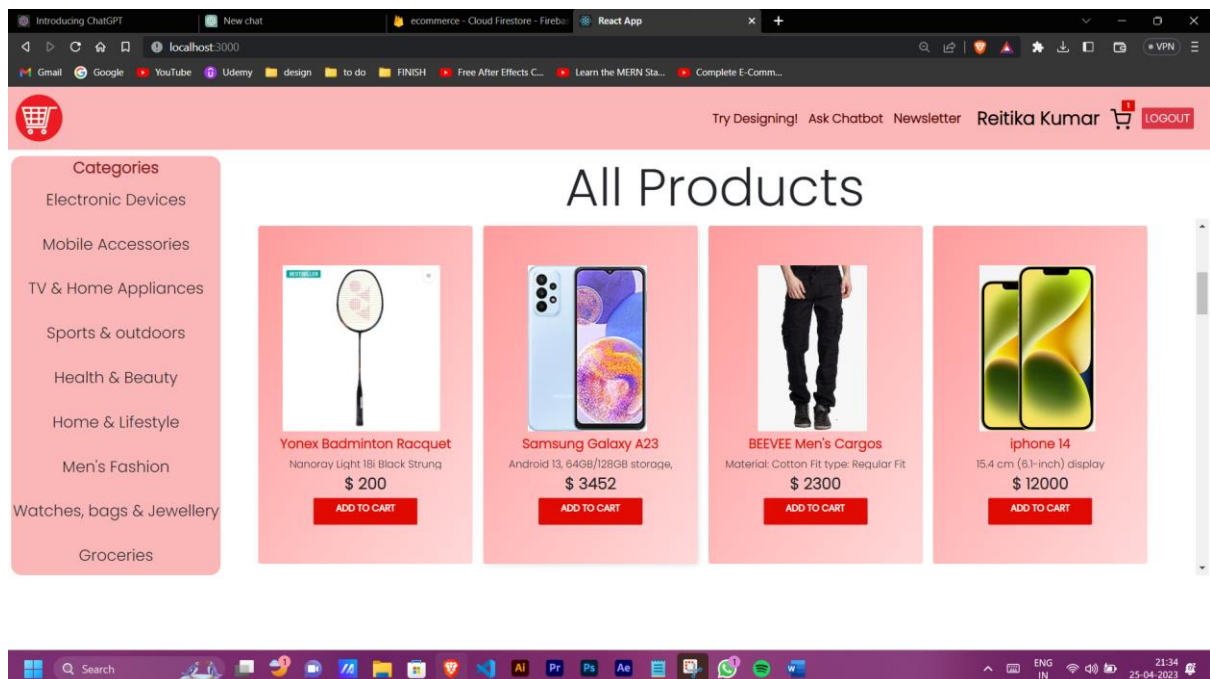 Introducing ChatGPT
New chat
ecommerce - Cloud Firestore - Fireba
React App
localhost:3000
VPN
Gmail
Google
YouTube
Udemy
design
to do
FINISH
Free After Effects C...
Learn the MERN Sta...
Complete E-Comm...
Try Designing! Ask Chatbot Newsletter Reitika Kumar 1 LOGOUT
Categories
Electronic Devices
Mobile Accessories
TV & Home Appliances
Sports & outdoors
Health & Beauty
Home & Lifestyle
Men's Fashion
Watches, bags & Jewellery
Groceries
All Products
BESTSELLER
Yonex Badminton Racquet
Nanoray Light 18i Black Strung
$ 200
ADD TO CART
Samsung Galaxy A23
Android 13, 64GB/128GB storage,
$ 3452
ADD TO CART
BEEVEE Men's Cargos
Material: Cotton Fit type: Regular Fit
$ 2300
ADD TO CART
iphone 14
15.4 cm (6.1-inch) display
$ 12000
ADD TO CART
Search
Ai
Pr
Ps
Ae
ENG
IN
21:34
25-04-2023